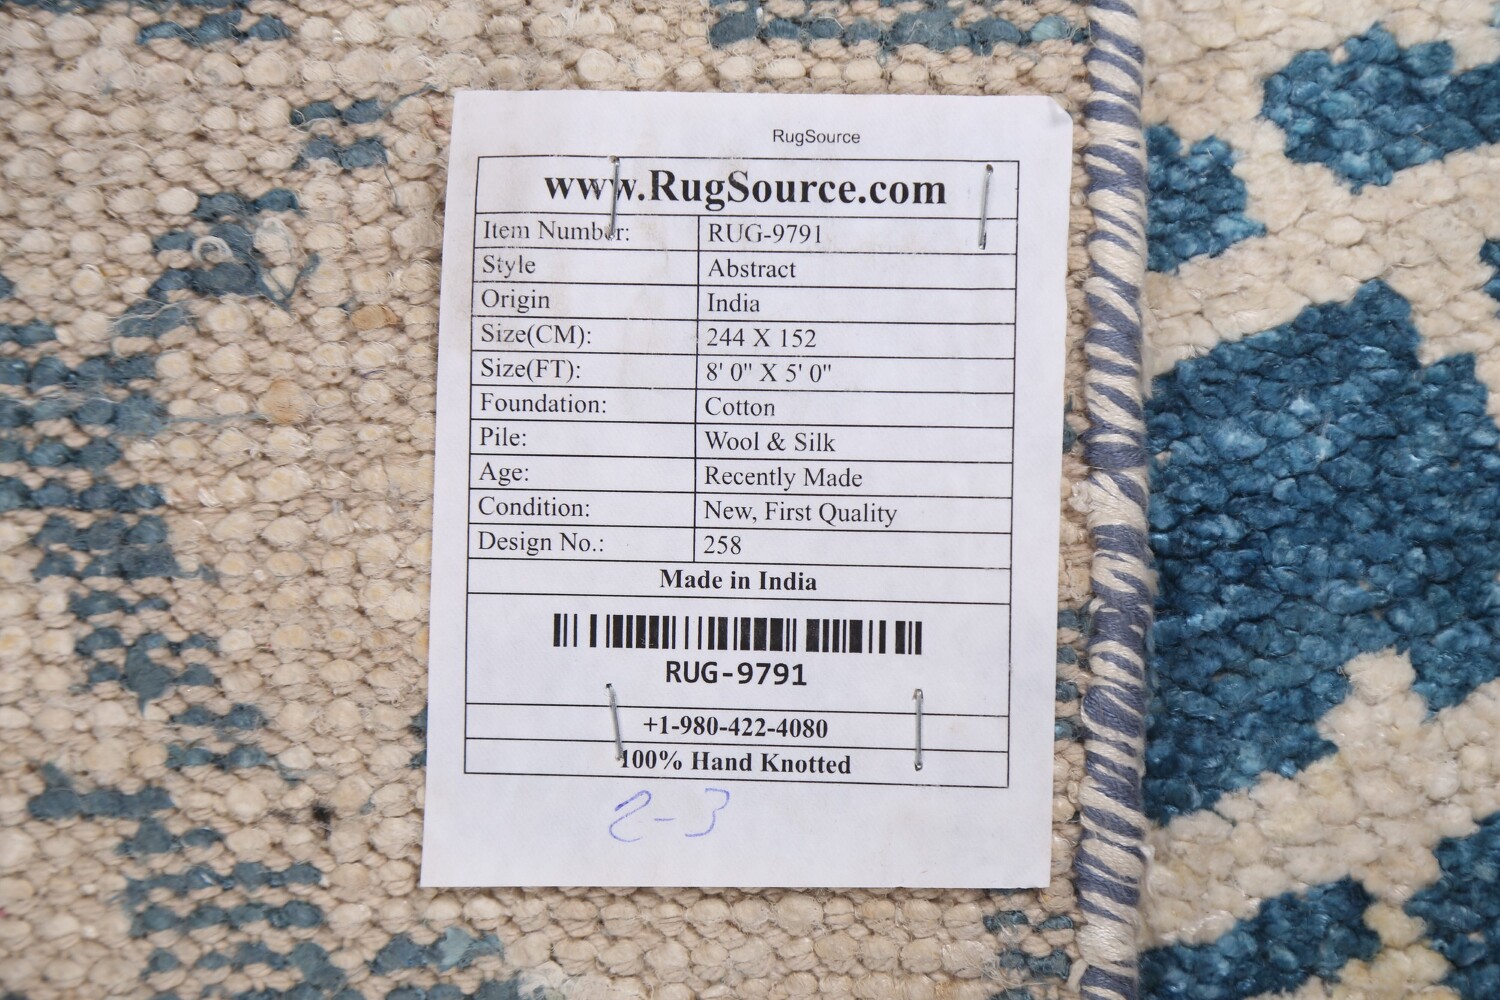 RugSource
www.RugSource.com
Item Number: RUG-9791
Style Abstract
Origin India
Size(CM): 244 X 152
Size(FT): 8' 0" X 5' 0"
Foundation: Cotton
Pile: Wool & Silk
Age: Recently Made
Condition: New, First Quality
Design No.: 258
Made in India
RUG-9791
+1-980-422-4080
100% Hand Knotted
2-3